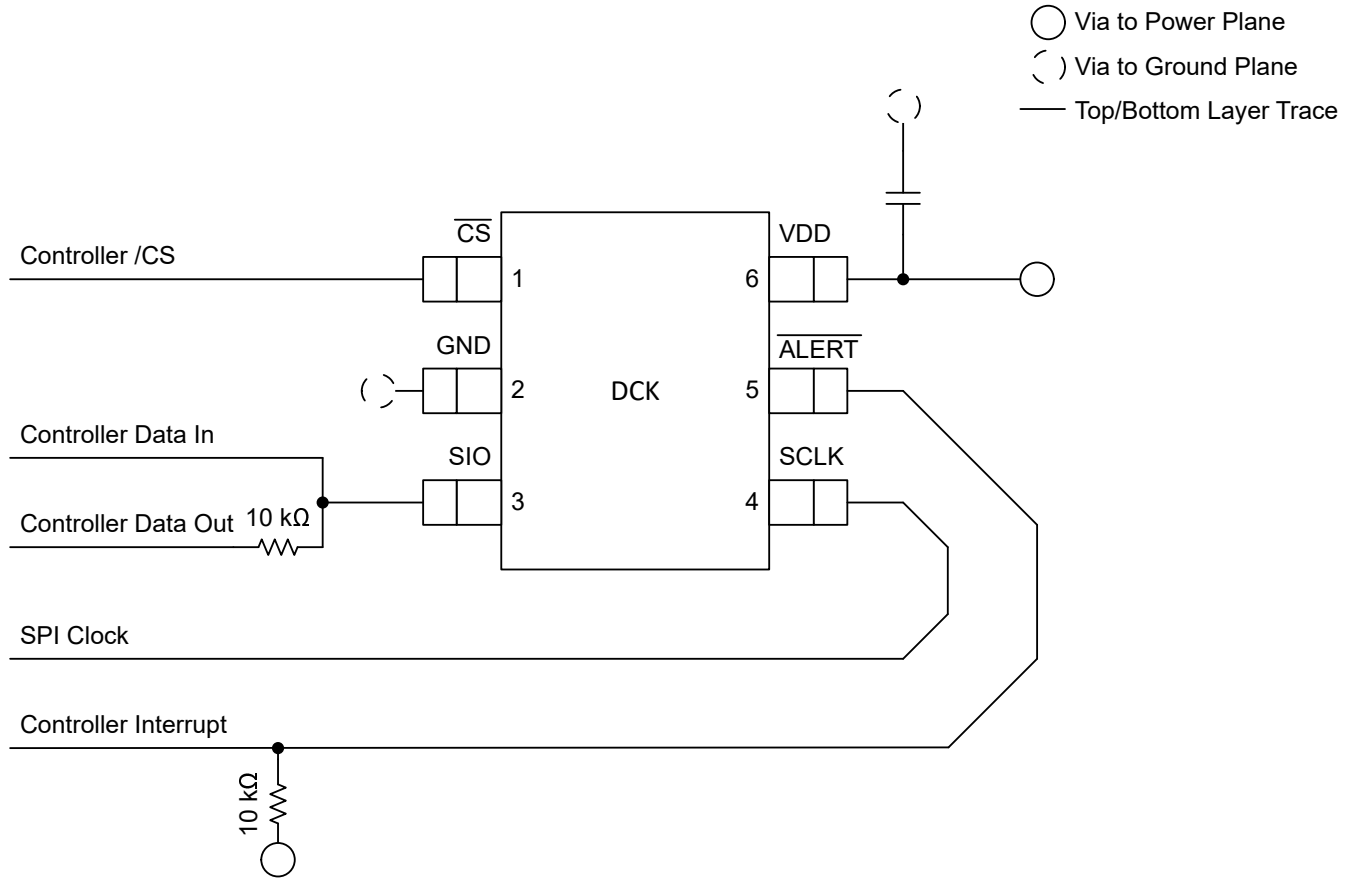 Via to Power Plane
Via to Ground Plane
Top/Bottom Layer Trace
CS
VDD
Controller /CS
1
6
GND
ALERT
2
DCK
5
Controller Data In
SIO
SCLK
3
4
Controller Data Out
10 kΩ
SPI Clock
Controller Interrupt
10 kΩ